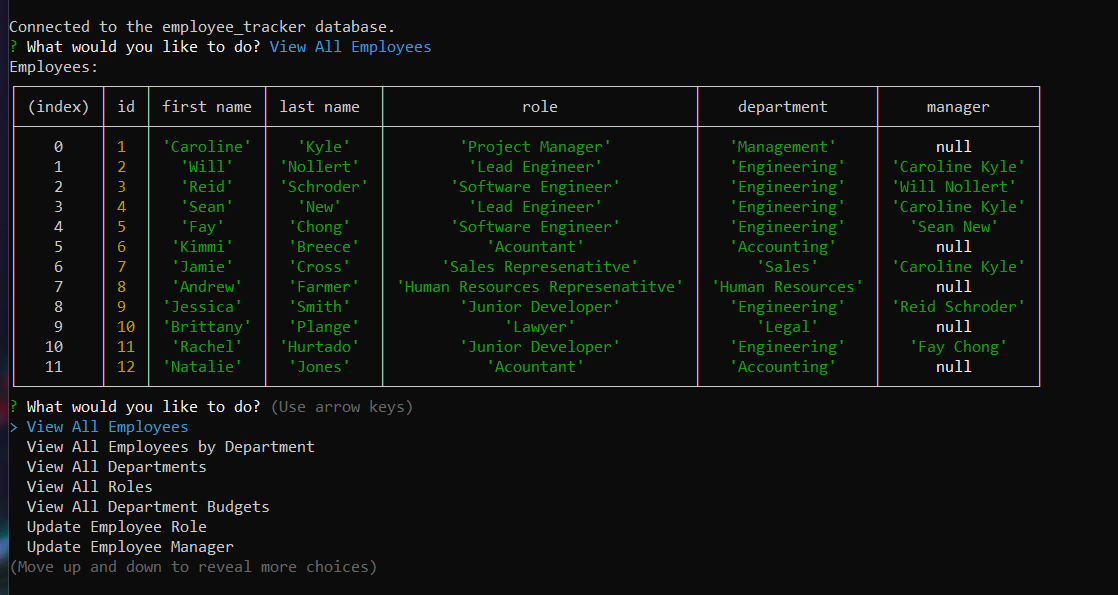 Connected to the employee_tracker database.
? What would you like to do? View All Employees
Employees:
(index) id first name last name role department manager
0 1 'Caroline' 'Kyle' 'Project Manager' 'Management' null
1 2 'Will' 'Nollert' 'Lead Engineer' 'Engineering' 'Caroline Kyle'
2 3 'Reid' 'Schroder' 'Software Engineer' 'Engineering' 'Will Nollert'
3 4 'Sean' 'New' 'Lead Engineer' 'Engineering' 'Caroline Kyle'
4 5 'Fay' 'Chong' 'Software Engineer' 'Engineering' 'Sean New'
5 6 'Kimmi' 'Breece' 'Acountant' 'Accounting' null
6 7 'Jamie' 'Cross' 'Sales Represenatitve' 'Sales' 'Caroline Kyle'
7 8 'Andrew' 'Farmer' 'Human Resources Represenatitve' 'Human Resources' null
8 9 'Jessica' 'Smith' 'Junior Developer' 'Engineering' 'Reid Schroder'
9 10 'Brittany' 'Plange' 'Lawyer' 'Legal' null
10 11 'Rachel' 'Hurtado' 'Junior Developer' 'Engineering' 'Fay Chong'
11 12 'Natalie' 'Jones' 'Acountant' 'Accounting' null
? What would you like to do? (Use arrow keys)
> View All Employees
View All Employees by Department
View All Departments
View All Roles
View All Department Budgets
Update Employee Role
Update Employee Manager
(Move up and down to reveal more choices)